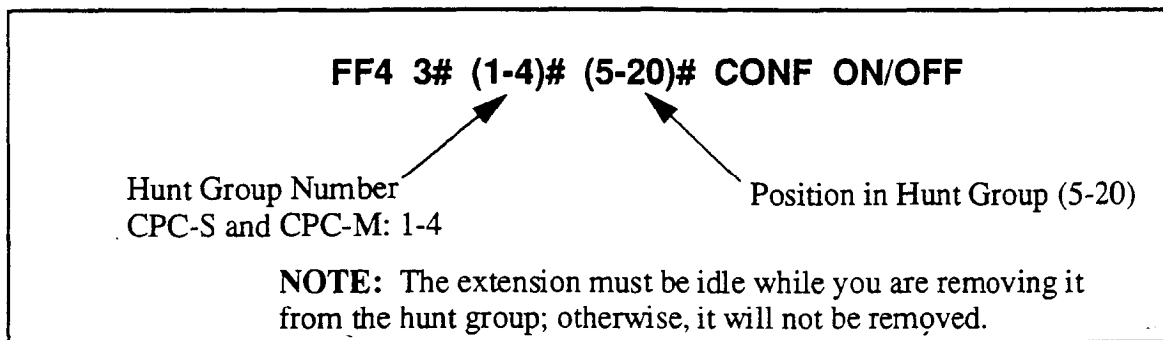 FF4 3# (1-4)# (5-20)# CONF ON/OFF
Hunt Group Number
CPC-S and CPC-M: 1-4
Position in Hunt Group (5-20)
NOTE: The extension must be idle while you are removing it
from the hunt group; otherwise, it will not be removed.